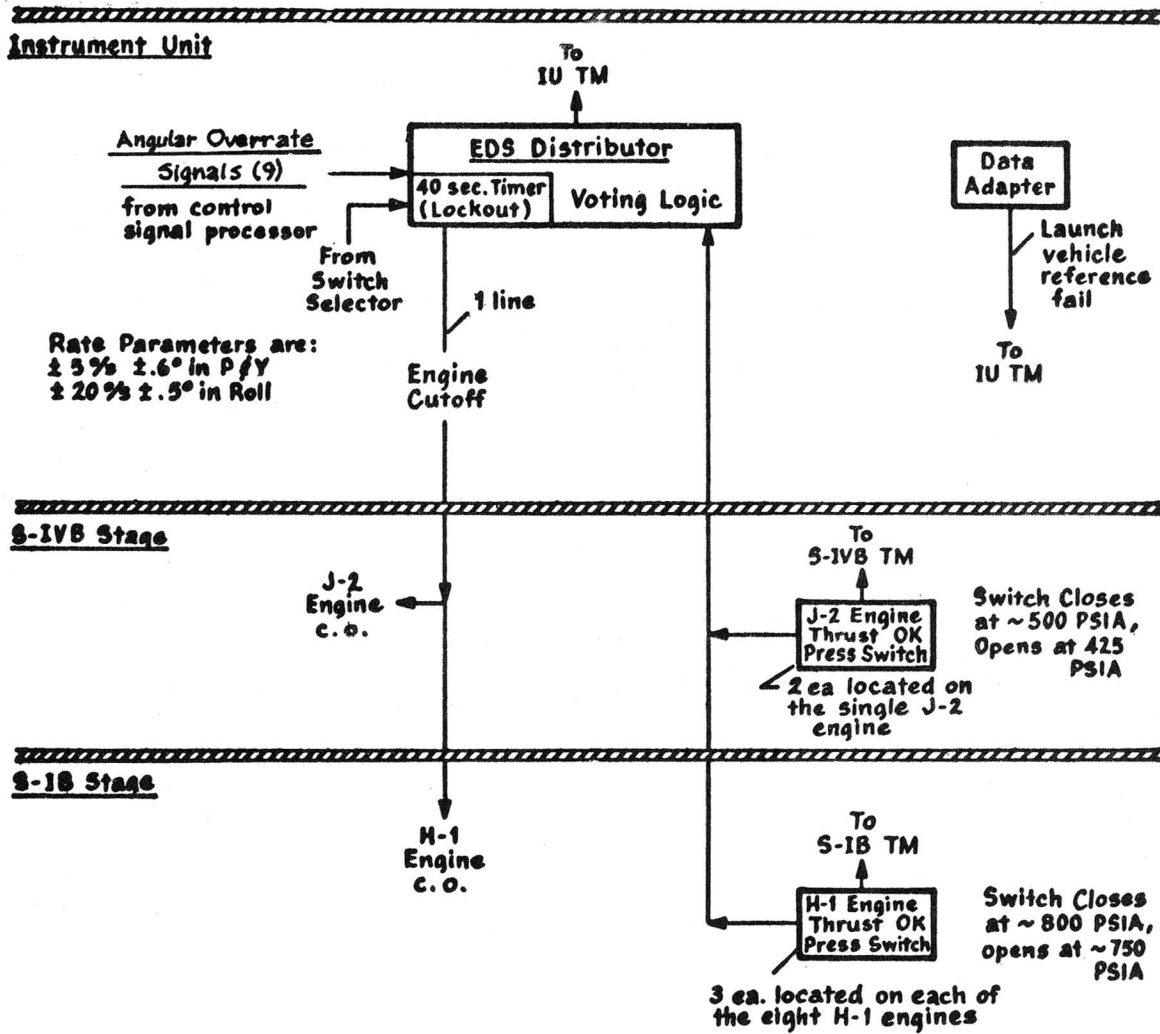 Instrument Unit
To
IU TM
Angular Overrate
Signals (9)
from control
signal processor
From
Switch
Selector
EDS Distributor
40 sec. Timer
(Lockout)
Voting Logic
Data
Adapter
Launch
vehicle
reference
fail
To
IU TM
1 line
Rate Parameters are:
± 5°/s ±.6° in P & Y
± 20°/s ±.5° in Roll
Engine
Cutoff
S-IVB Stage
J-2
Engine
c.o.
To
S-IVB TM
J-2 Engine
Thrust OK
Press Switch
Switch Closes
at ~500 PSIA,
Opens at 425
PSIA
2 ea located on
the single J-2
engine
S-IB Stage
H-1
Engine
c.o.
To
S-IB TM
H-1 Engine
Thrust OK
Press Switch
Switch Closes
at ~800 PSIA,
opens at ~750
PSIA
3 ea. located on each of
the eight H-1 engines